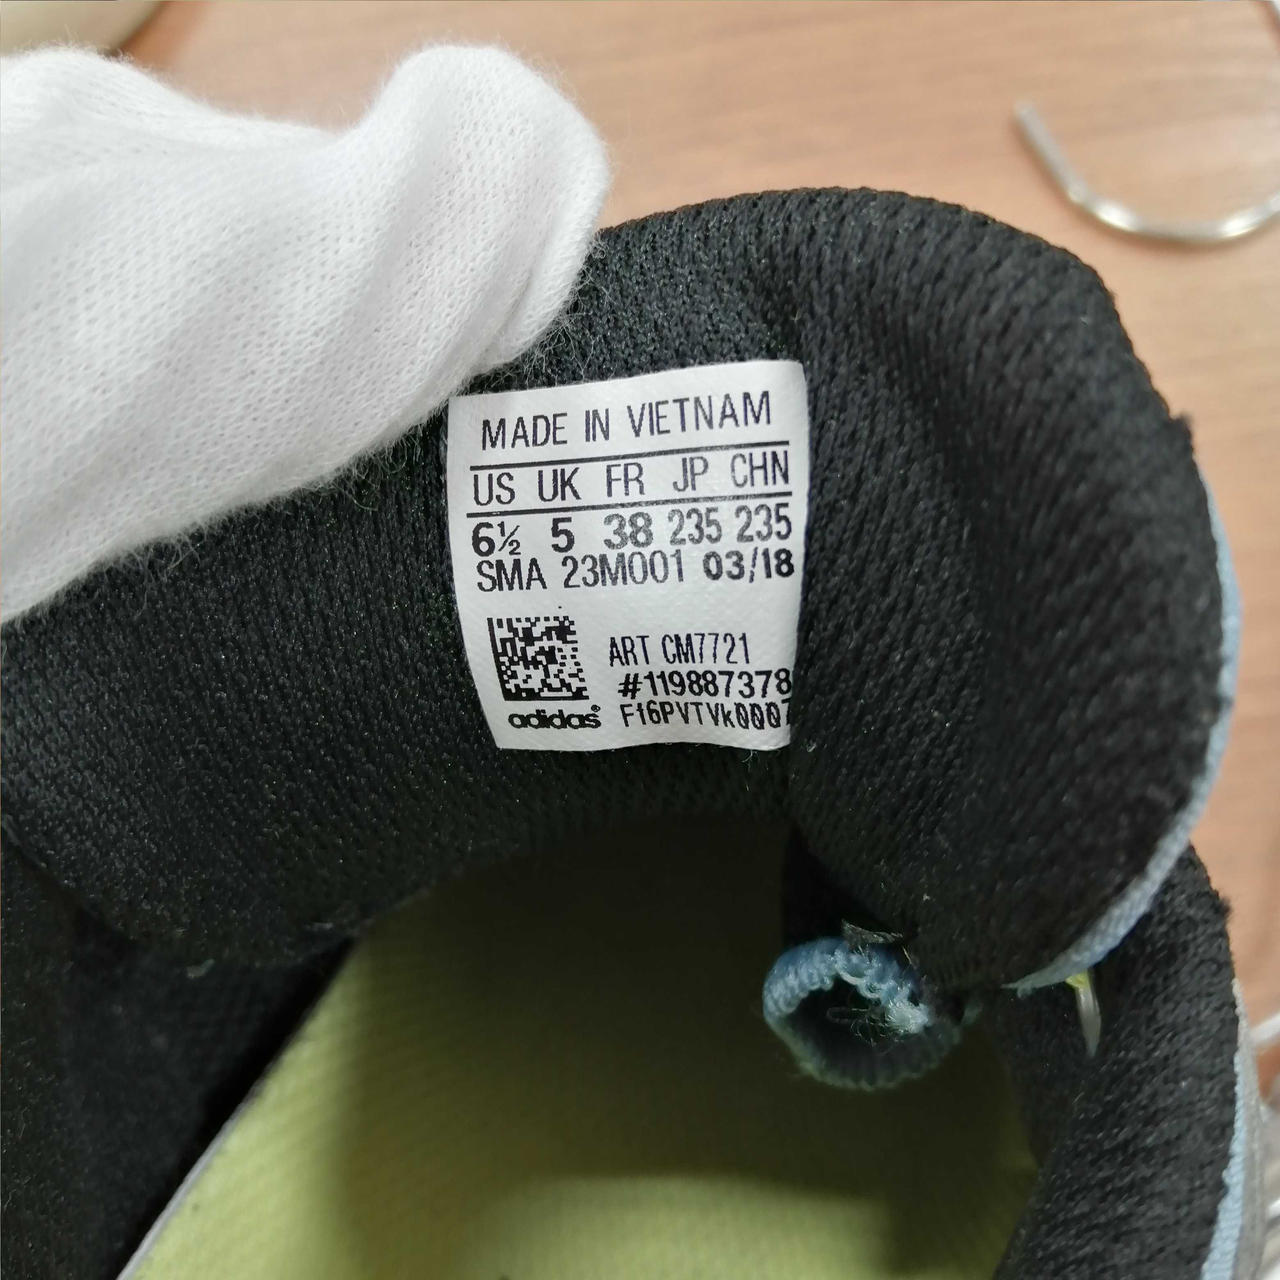 MADE IN VIETNAM
US UK FR JP CHN
6½ 5 38 235 235
SMA 23M001 03/18
ART CM7721
#119887378
adidas® F16PVTVk0007